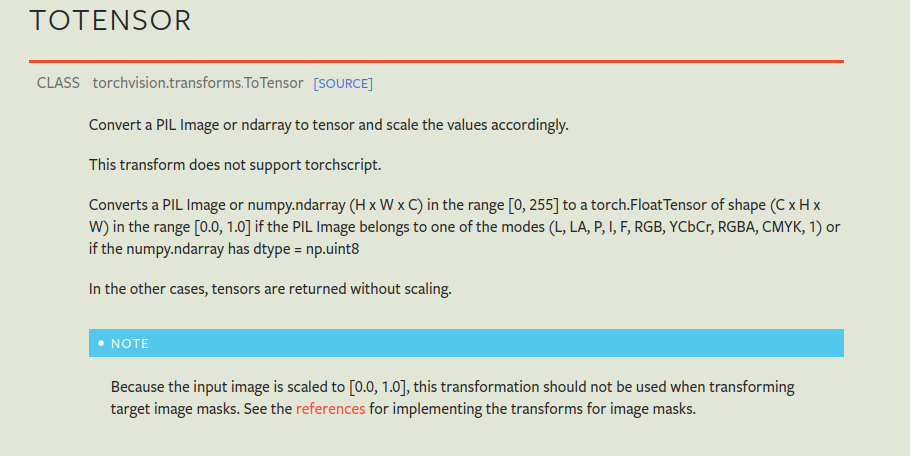 TOTENSOR
CLASS torchvision.transforms.ToTensor [SOURCE]
Convert a PIL Image or ndarray to tensor and scale the values accordingly.
This transform does not support torchscript.
Converts a PIL Image or numpy.ndarray (H x W x C) in the range [0, 255] to a torch.FloatTensor of shape (C x H x
W) in the range [0.0, 1.0] if the PIL Image belongs to one of the modes (L, LA, P, I, F, RGB, YCbCr, RGBA, CMYK, 1) or
if the numpy.ndarray has dtype = np.uint8
In the other cases, tensors are returned without scaling.
• NOTE
Because the input image is scaled to [0.0, 1.0], this transformation should not be used when transforming
target image masks. See the references for implementing the transforms for image masks.